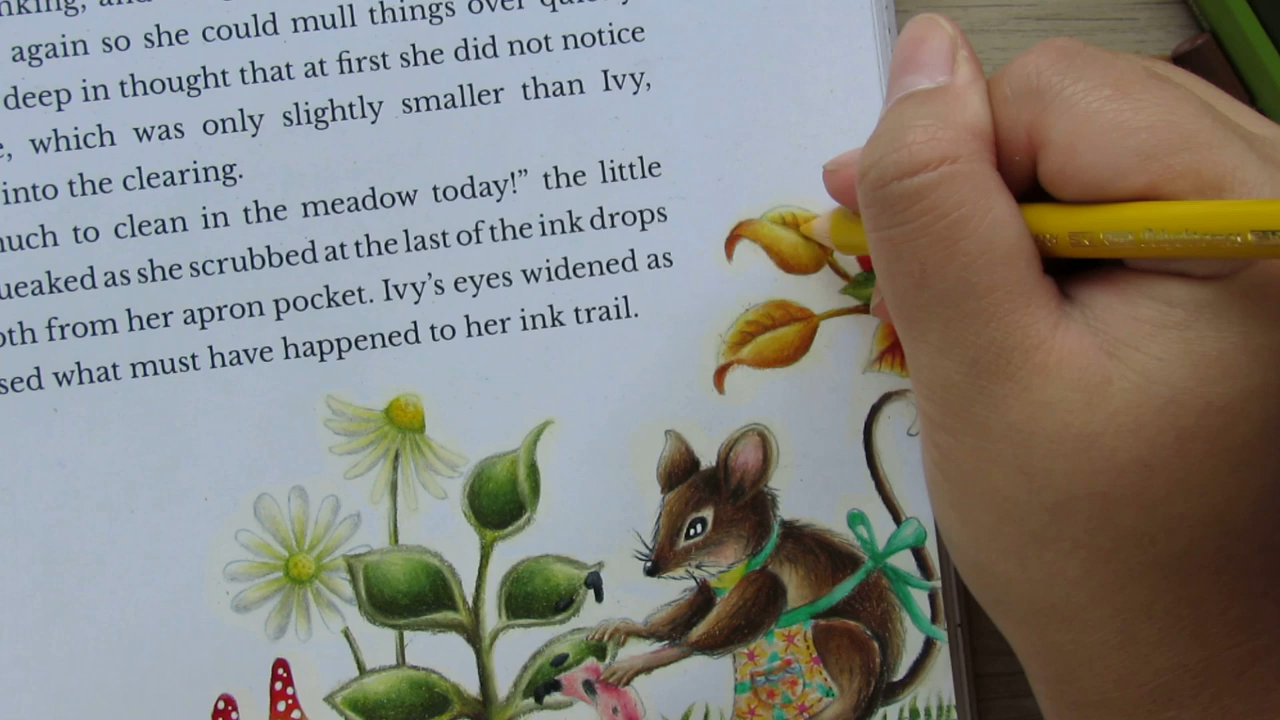 again so she could mull things over
deep in thought that at first she did not notice
which was only slightly smaller than Ivy,
into the clearing.
to clean in the meadow today!” the little
as she scrubbed at the last of the ink drops
from her apron pocket. Ivy’s eyes widened as
what must have happened to her ink trail.